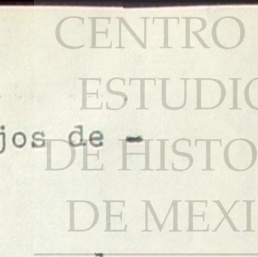 CENTRO
ESTUDIO
jos de -
DE HISTO
DE MEXI